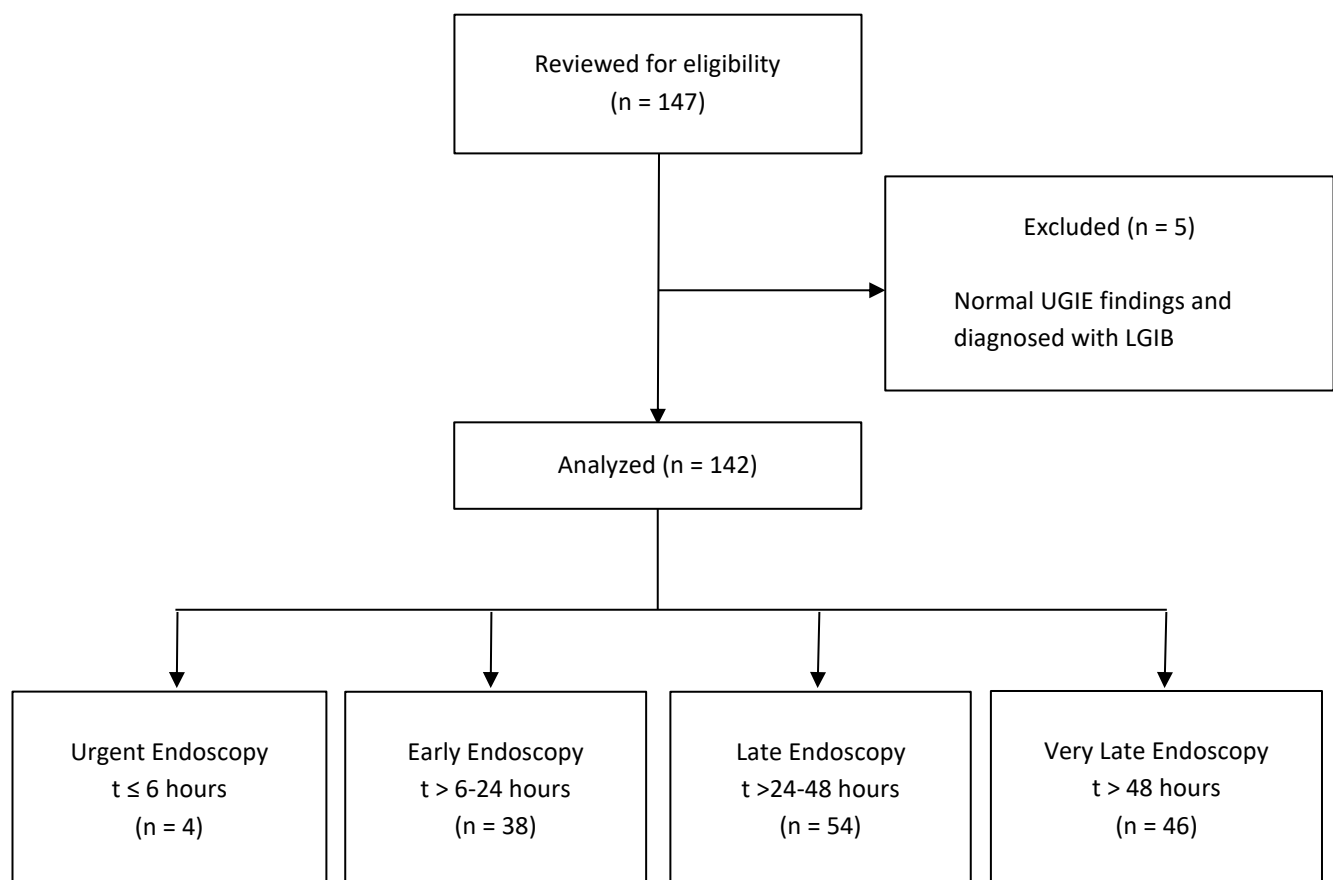 Reviewed for eligibility
(n = 147)
Excluded (n = 5)
Normal UGIE findings and
diagnosed with LGIB
Analyzed (n = 142)
Urgent Endoscopy
t ≤ 6 hours
(n = 4)
Early Endoscopy
t > 6-24 hours
(n = 38)
Late Endoscopy
t >24-48 hours
(n = 54)
Very Late Endoscopy
t > 48 hours
(n = 46)